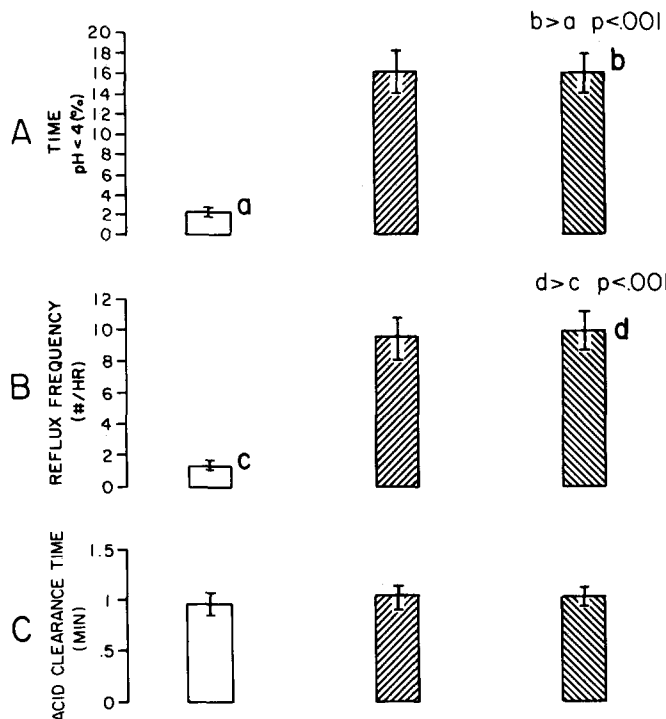 b>a p<.001
A
TIME
pH < 4 (%)
18
16
14
12
10
8
6
4
2
0
a
b
d>c p<.001
B
REFLUX FREQUENCY
(#/HR)
12
10
8
6
4
2
0
c
d
C
ACID CLEARANCE TIME
(MIN)
1.5
1
.5
0